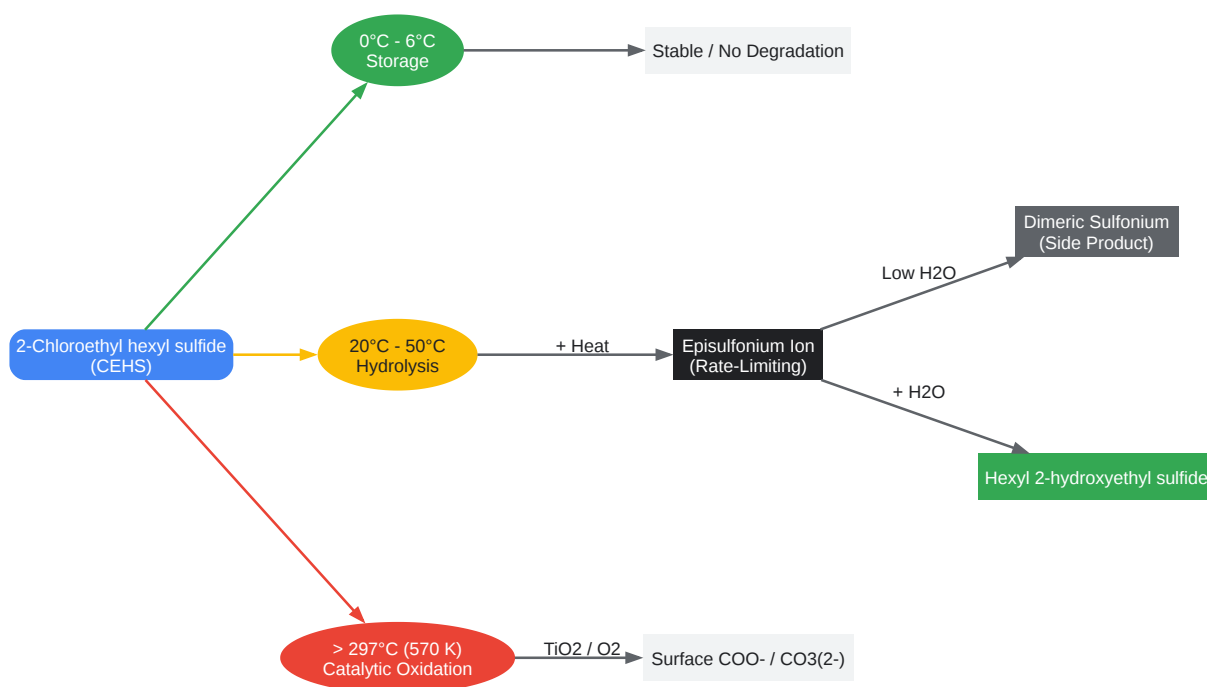 0°C - 6°C
Storage
Stable / No Degradation
Dimeric Sulfonium
(Side Product)
Low H2O
2-Chloroethyl hexyl sulfide
(CEHS)
20°C - 50°C
Hydrolysis
+ Heat
Episulfonium Ion
(Rate-Limiting)
+ H2O
Hexyl 2-hydroxyethyl sulfide
> 297°C (570 K)
Catalytic Oxidation
TiO2 / O2
Surface COO- / CO3(2-)